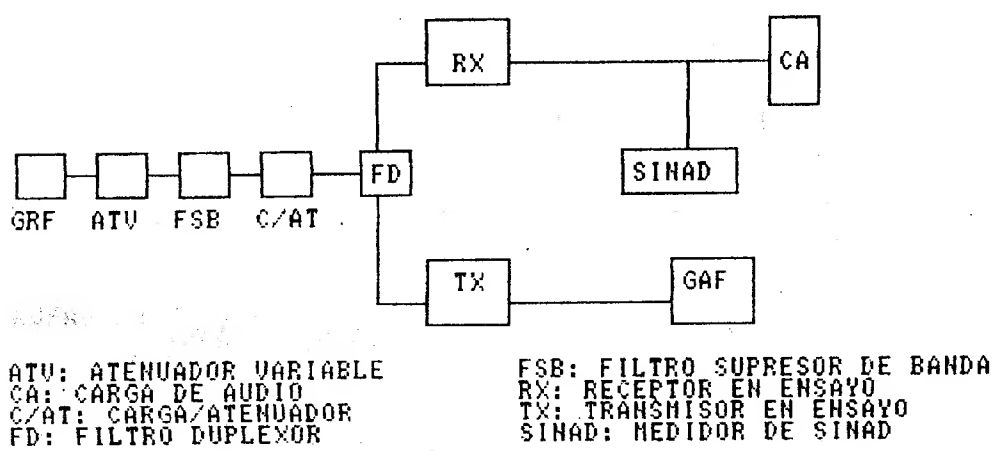 RX
CA
FD
SINAD
GRF ATV FSB C/AT
TX
GAF
ATV: ATENUADOR VARIABLE
CA: CARGA DE AUDIO
C/AT: CARGA/ATENUADOR
FD: FILTRO DUPLEXOR
FSB: FILTRO SUPRESOR DE BANDA
RX: RECEPTOR EN ENSAYO
TX: TRANSMISOR EN ENSAYO
SINAD: MEDIDOR DE SINAD